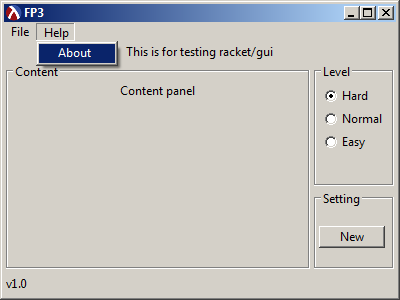 FP3
File Help
About
This is for testing racket/gui
Content
Content panel
Level
Hard
Normal
Easy
Setting
New
v1.0